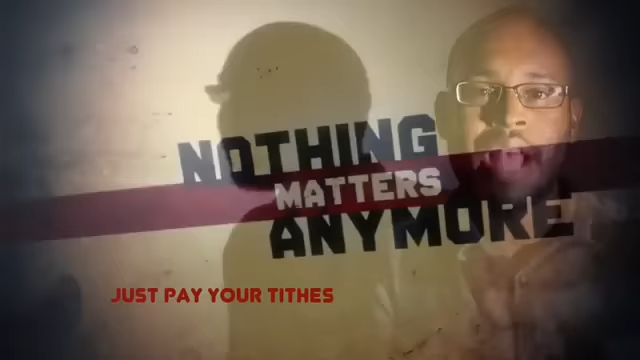 NOTHING
MATTERS
ANYMORE
JUST PAY YOUR TITHES